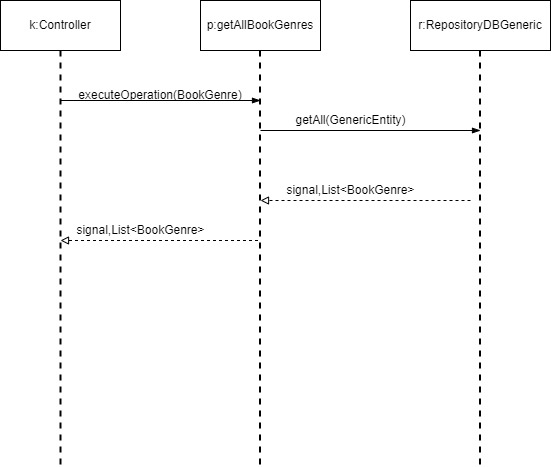 k:Controller
p:getAllBookGenres
r:RepositoryDBGeneric
executeOperation(BookGenre)
getAll(GenericEntity)
signal,List<BookGenre>
signal,List<BookGenre>